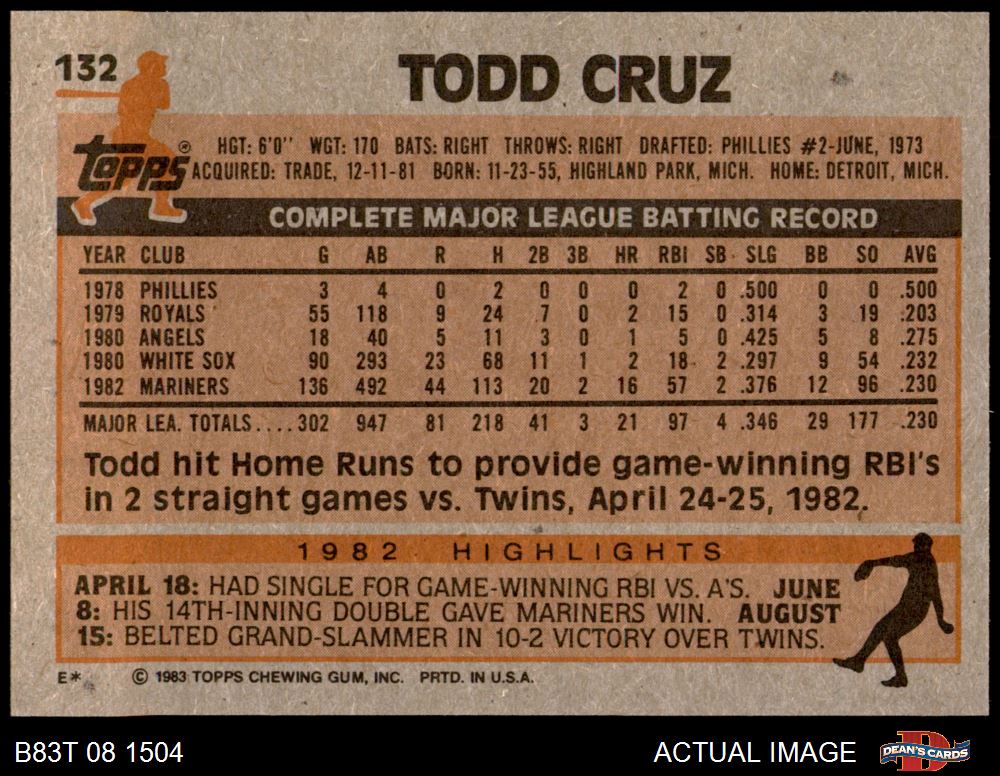 132
TODD CRUZ
topps®
HGT: 6'0'' WGT: 170 BATS: RIGHT THROWS: RIGHT DRAFTED: PHILLIES #2-JUNE, 1973
ACQUIRED: TRADE, 12-11-81 BORN: 11-23-55, HIGHLAND PARK, MICH. HOME: DETROIT, MICH.
COMPLETE MAJOR LEAGUE BATTING RECORD
YEAR CLUB G AB R H 2B 3B HR RBI SB SLG BB SO AVG
1978 PHILLIES 3 4 0 2 0 0 0 2 0 .500 0 0 .500
1979 ROYALS 55 118 9 24 7 0 2 15 0 .314 3 19 .203
1980 ANGELS 18 40 5 11 3 0 1 5 0 .425 5 8 .275
1980 WHITE SOX 90 293 23 68 11 1 2 18 2 .297 9 54 .232
1982 MARINERS 136 492 44 113 20 2 16 57 2 .376 12 96 .230
MAJOR LEA. TOTALS....302 947 81 218 41 3 21 97 4 .346 29 177 .230
Todd hit Home Runs to provide game-winning RBI's
in 2 straight games vs. Twins, April 24-25, 1982.
1982 HIGHLIGHTS
APRIL 18: HAD SINGLE FOR GAME-WINNING RBI VS. A'S. JUNE
8: HIS 14TH-INNING DOUBLE GAVE MARINERS WIN. AUGUST
15: BELTED GRAND-SLAMMER IN 10-2 VICTORY OVER TWINS.
E* © 1983 TOPPS CHEWING GUM, INC. PRTD. IN U.S.A.
B83T 08 1504 ACTUAL IMAGE DEAN'S CARDS